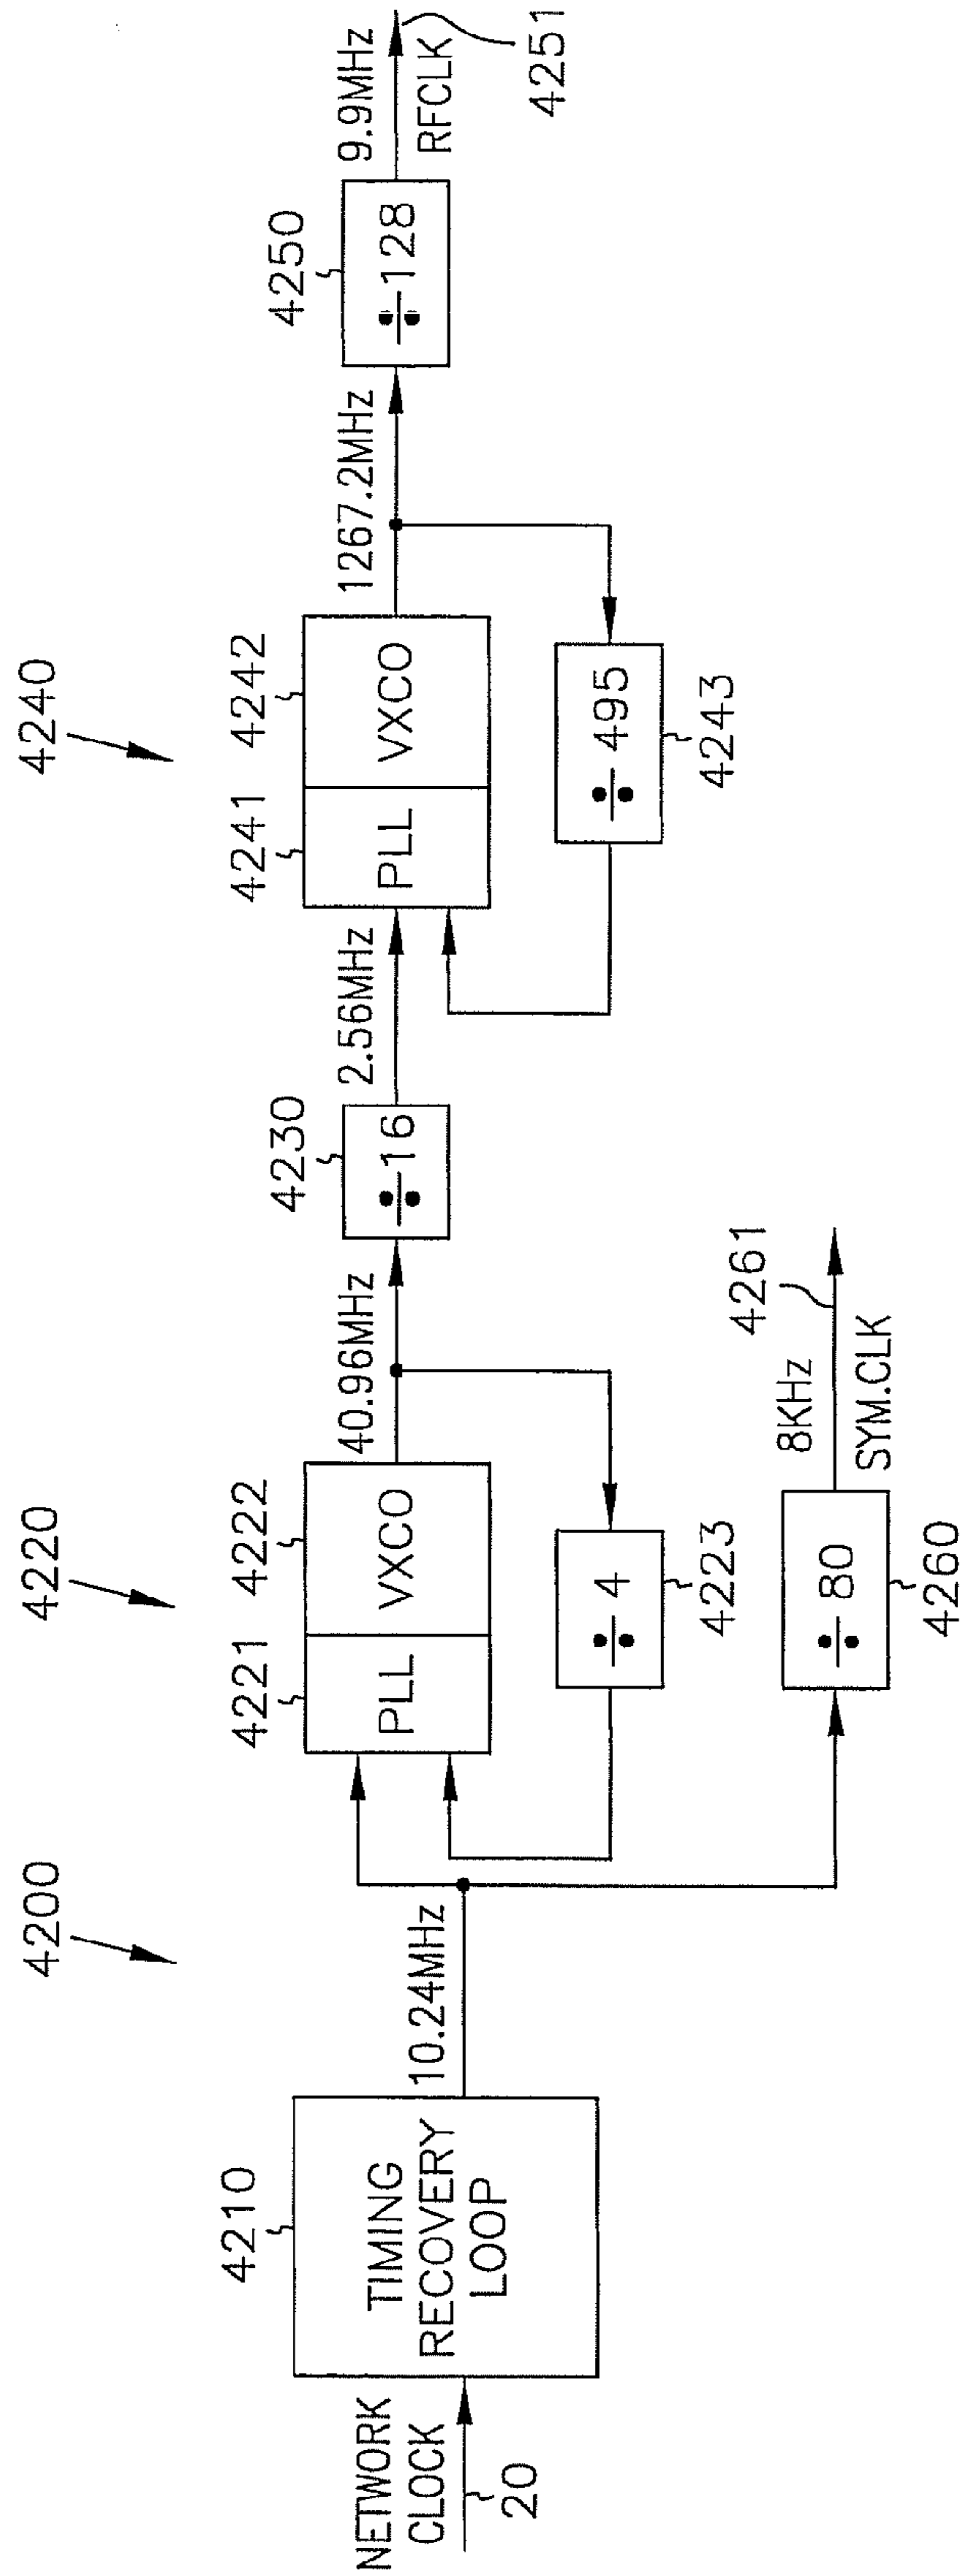 4200
4220
4240
4210
TIMING
RECOVERY
LOOP
NETWORK
CLOCK
20
10.24MHz
4221
4222
PLL
VXCO
÷ 4
4223
40.96MHz
÷ 80
4260
8KHz
SYM.CLK
4261
4230
÷16
2.56MHz
4241
4242
PLL
VXCO
÷ 495
4243
1267.2MHz
4250
÷128
9.9MHz
RFCLK
4251